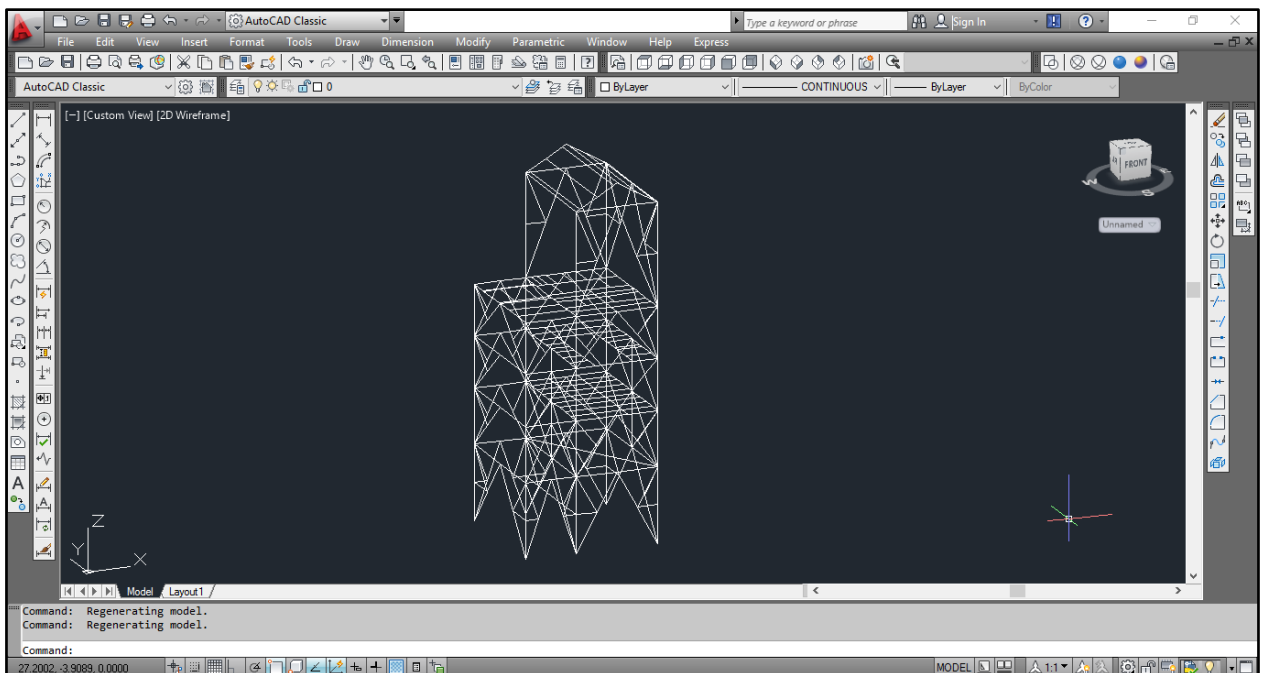 AutoCAD Classic
Type a keyword or phrase
Sign In
File Edit View Insert Format Tools Draw Dimension Modify Parametric Window Help Express
AutoCAD Classic
0
ByLayer
CONTINUOUS
ByLayer
ByColor
[−] [Custom View] [2D Wireframe]
FRONT
W
S
Unnamed
ABC
A
A
Z
Y
X
Model Layout1
Command: Regenerating model.
Command: Regenerating model.
Command:
27.2002, -3.9089, 0.0000
MODEL
1:1